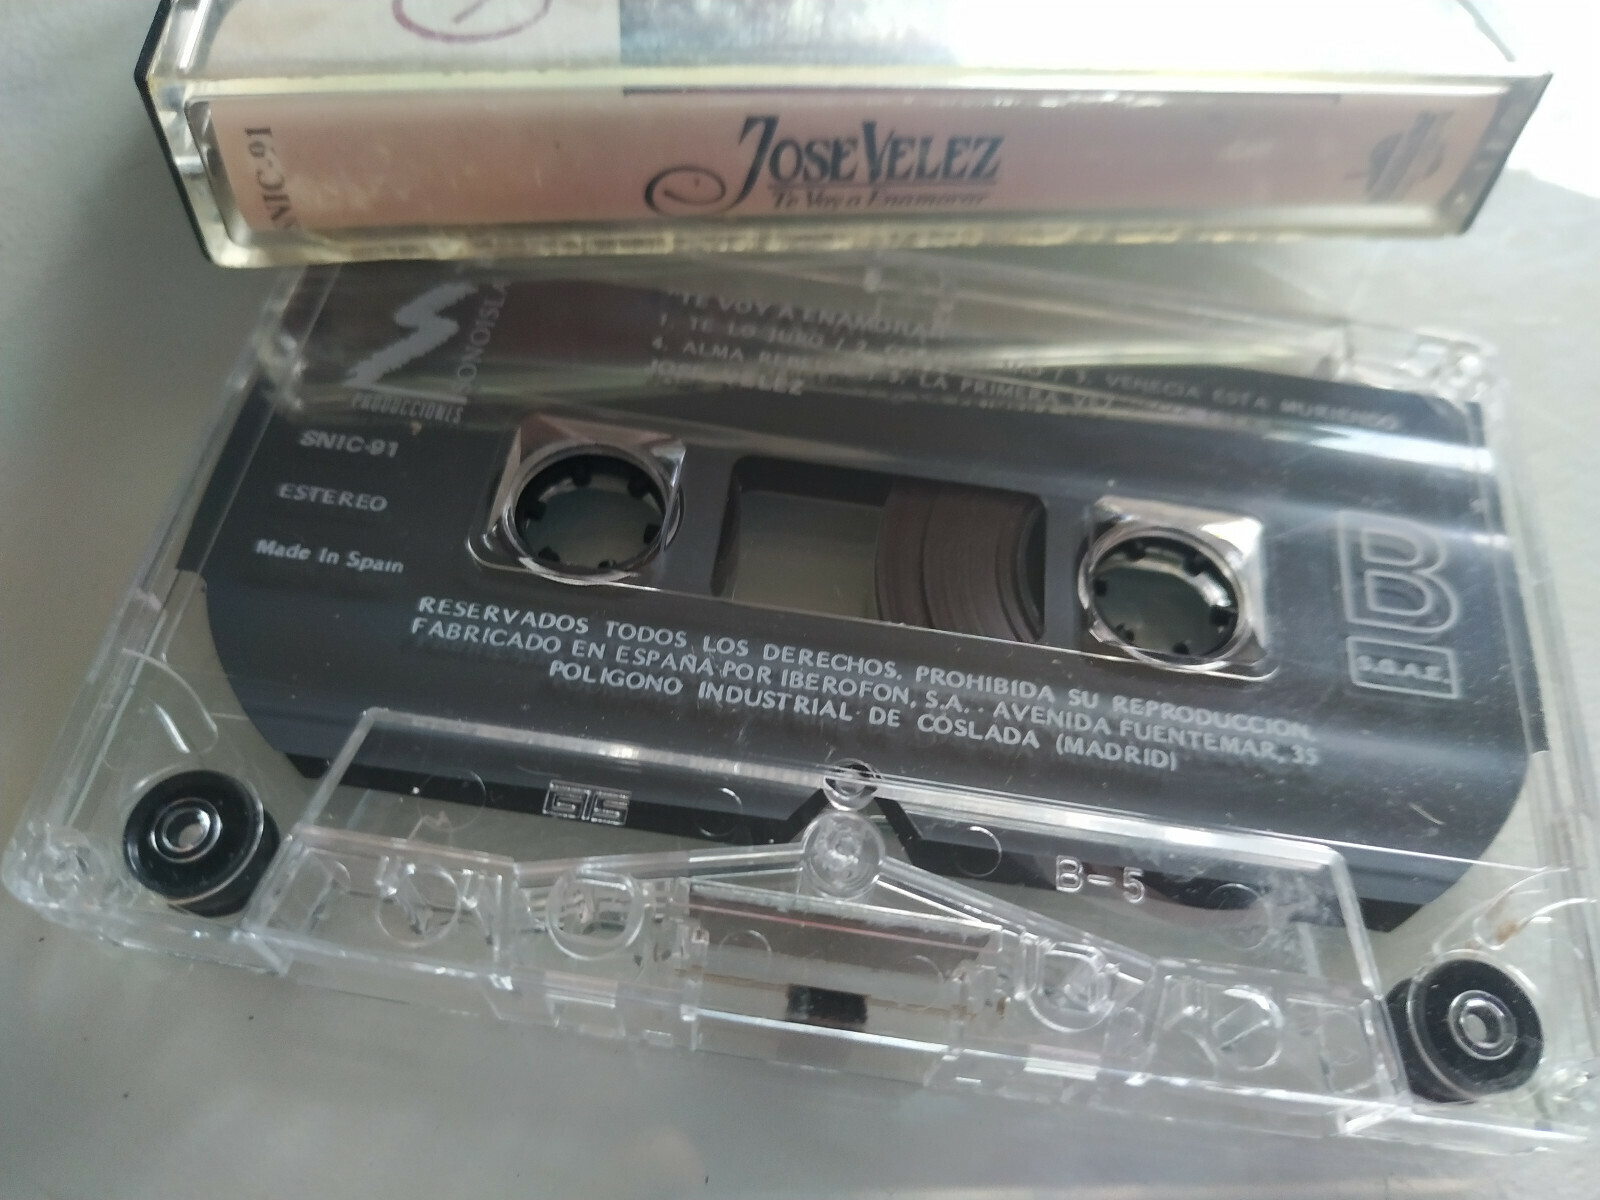 SNIC-91
JOSE VELEZ
Te Voy a Enamorar
SONOISLA
PRODUCCIONES
"TE VOY A ENAMORAR"
1. TE LO JURO / 2. / 3. VENECIA ESTA MURIENDO
4. ALMA / 5. LA PRIMERA VEZ
JOSE VELEZ
SNIC-91
ESTEREO
Made In Spain
B
S.G.A.E.
RESERVADOS TODOS LOS DERECHOS. PROHIBIDA SU REPRODUCCION.
FABRICADO EN ESPAÑA POR IBEROFON, S.A. - AVENIDA FUENTEMAR, 35
POLIGONO INDUSTRIAL DE COSLADA (MADRID)
B-5